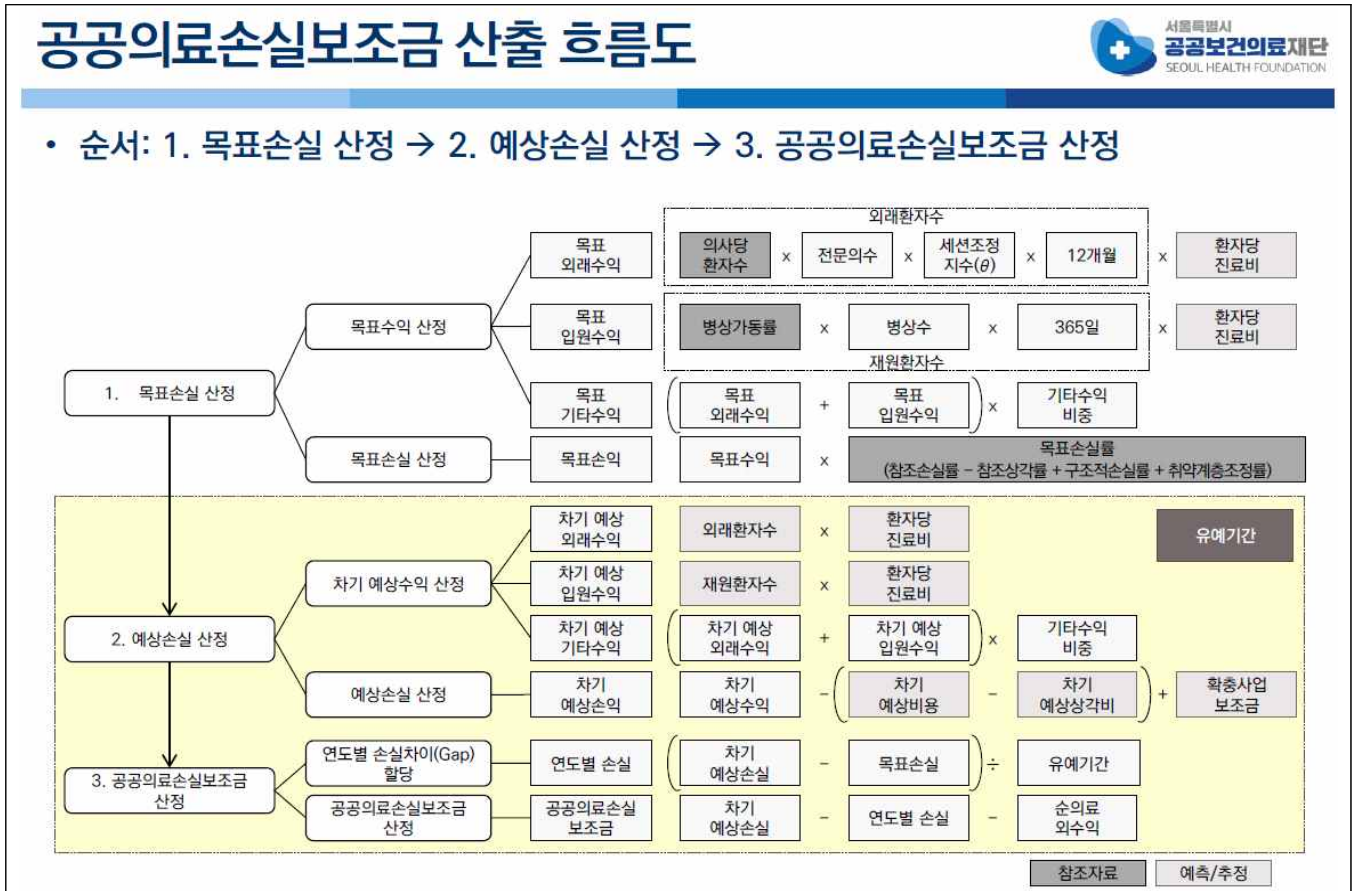 공공의료손실보조금 산출 흐름도
서울특별시
공공보건의료재단
SEOUL HEALTH FOUNDATION
• 순서: 1. 목표손실 산정 → 2. 예상손실 산정 → 3. 공공의료손실보조금 산정
외래환자수
목표
외래수익
의사당
환자수
x
전문의수
x
세션조정
지수(θ)
x
12개월
x
환자당
진료비
목표수익 산정
목표
입원수익
병상가동률
x
병상수
x
365일
x
환자당
진료비
재원환자수
1. 목표손실 산정
목표
기타수익
(
목표
외래수익
+
목표
입원수익
)
x
기타수익
비중
목표손실 산정
목표손익
목표수익
x
목표손실률
(참조손실률 – 참조상각률 + 구조적손실률 + 취약계층조정률)
차기 예상
외래수익
외래환자수
x
환자당
진료비
유예기간
차기 예상수익 산정
차기 예상
입원수익
재원환자수
x
환자당
진료비
2. 예상손실 산정
차기 예상
기타수익
(
차기 예상
외래수익
+
차기 예상
입원수익
)
x
기타수익
비중
예상손실 산정
차기
예상손익
차기
예상수익
–
(
차기
예상비용
–
차기
예상상각비
)
+
확충사업
보조금
연도별 손실차이(Gap)
할당
연도별 손실
(
차기
예상손실
–
목표손실
)
÷
유예기간
3. 공공의료손실보조금
산정
공공의료손실보조금
산정
공공의료손실
보조금
차기
예상손실
–
연도별 손실
–
순의료
외수익
참조자료
예측/추정